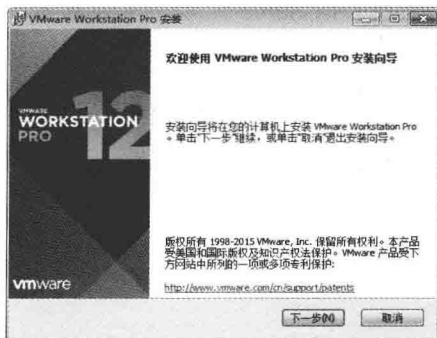 VMware Workstation Pro 安装
欢迎使用 VMware Workstation Pro 安装向导
VMWARE
WORKSTATION
PRO 12
安装向导将在您的计算机上安装 VMware Workstation Pro
。单击“下一步”继续，或单击“取消”退出安装向导。
版权所有 1998-2015 VMware, Inc. 保留所有权利。本产品
受美国和国际版权及知识产权法保护。VMware 产品受下
方网站中所列的一项或多项专利保护:
http://www.vmware.com/cn/support/patents
vmware
下一步(N)
取消